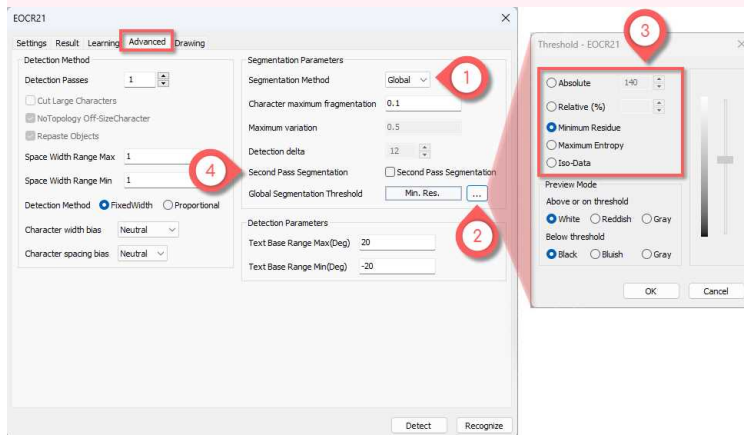 EOCR21
Settings Result Learning Advanced Drawing
Detection Method
Detection Passes 1
Cut Large Characters
NoTopology Off-SizeCharacter
Repaste Objects
Space Width Range Max 1
Space Width Range Min 1
Detection Method FixedWidth Proportional
Character width bias Neutral
Character spacing bias Neutral
Segmentation Parameters
Segmentation Method Global
Character maximum fragmentation 0.1
Maximum variation 0.5
Detection delta 12
Second Pass Segmentation Second Pass Segmentation
Global Segmentation Threshold Min. Res. ...
Detection Parameters
Text Base Range Max(Deg) 20
Text Base Range Min(Deg) -20
Detect Recognize
1
2
4
3
Threshold - EOCR21
Absolute 140
Relative (%)
Minimum Residue
Maximum Entropy
Iso-Data
Preview Mode
Above or on threshold
White Reddish Gray
Below threshold
Black Bluish Gray
OK Cancel